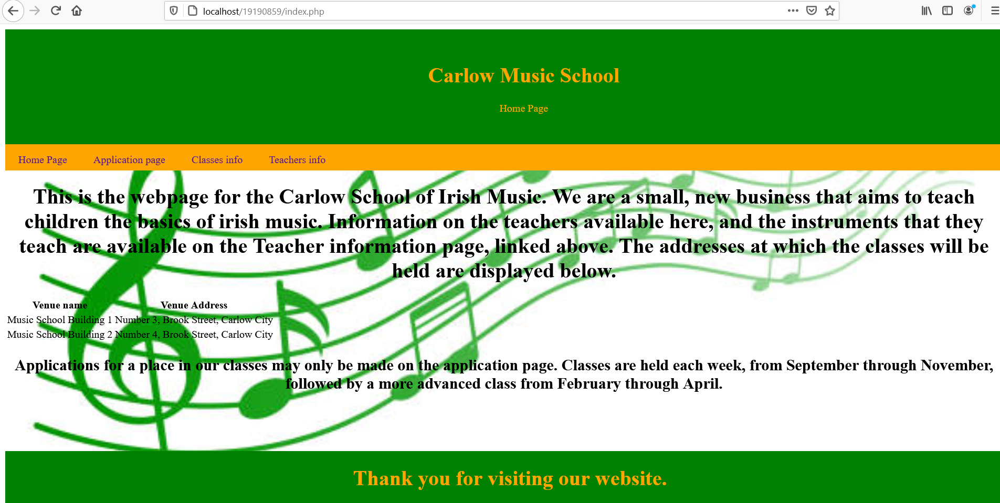 localhost/19190859/index.php
Carlow Music School
Home Page
Home Page Application page Classes info Teachers info
This is the webpage for the Carlow School of Irish Music. We are a small, new business that aims to teach
children the basics of irish music. Information on the teachers available here, and the instruments that they
teach are available on the Teacher information page, linked above. The addresses at which the classes will be
held are displayed below.
Venue name Venue Address
Music School Building 1 Number 3, Brook Street, Carlow City
Music School Building 2 Number 4, Brook Street, Carlow City
Applications for a place in our classes may only be made on the application page. Classes are held each week, from September through November,
followed by a more advanced class from February through April.
Thank you for visiting our website.